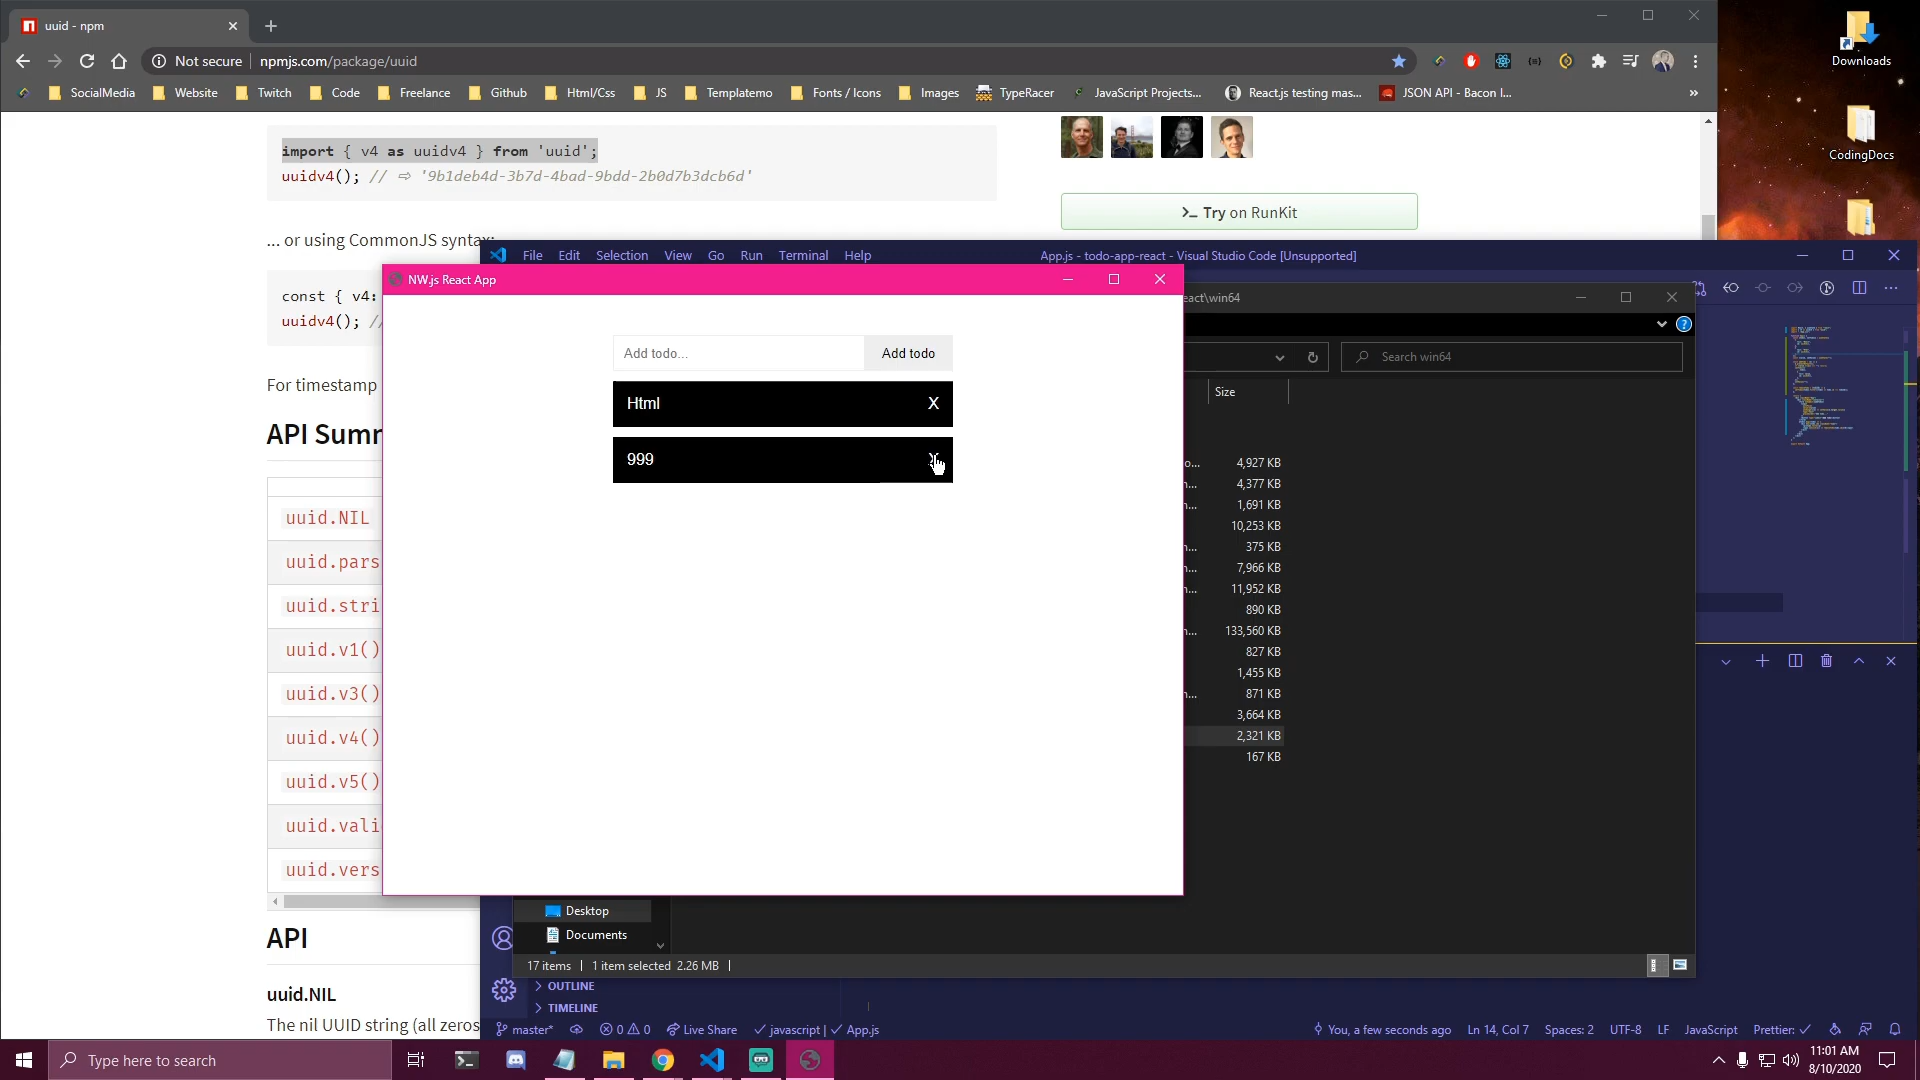 uuid - npm
Not secure
npmjs.com/package/uuid
SocialMedia
Website
Twitch
Code
Freelance
Github
Html/Css
JS
Templatemo
Fonts / Icons
Images
TypeRacer
JavaScript Projects...
React.js testing mas...
JSON API - Bacon I...
»
Downloads
CodingDocs
import { v4 as uuidv4 } from 'uuid';
uuidv4(); // ⇨ '9b1deb4d-3b7d-4bad-9bdd-2b0d7b3dcb6d'
>_ Try on RunKit
... or using CommonJS syntax:
const { v4:
uuidv4(); //
For timestamp
API Summ
uuid.NIL
uuid.pars
uuid.stri
uuid.v1()
uuid.v3()
uuid.v4()
uuid.v5()
uuid.vali
uuid.vers
API
uuid.NIL
The nil UUID string (all zeros
File Edit Selection View Go Run Terminal Help
App.js - todo-app-react - Visual Studio Code [Unsupported]
NW.js React App
Add todo...
Add todo
Html
X
999
X
eact\win64
Search win64
Size
o... 4,927 KB
n... 4,377 KB
n... 1,691 KB
10,253 KB
n... 375 KB
n... 7,966 KB
n... 11,952 KB
890 KB
n... 133,560 KB
827 KB
1,455 KB
n... 871 KB
3,664 KB
2,321 KB
167 KB
Desktop
Documents
17 items
1 item selected 2.26 MB
OUTLINE
TIMELINE
master*
0 0
Live Share
javascript |
App.js
You, a few seconds ago
Ln 14, Col 7
Spaces: 2
UTF-8
LF
JavaScript
Prettier: ✓
Type here to search
11:01 AM
8/10/2020